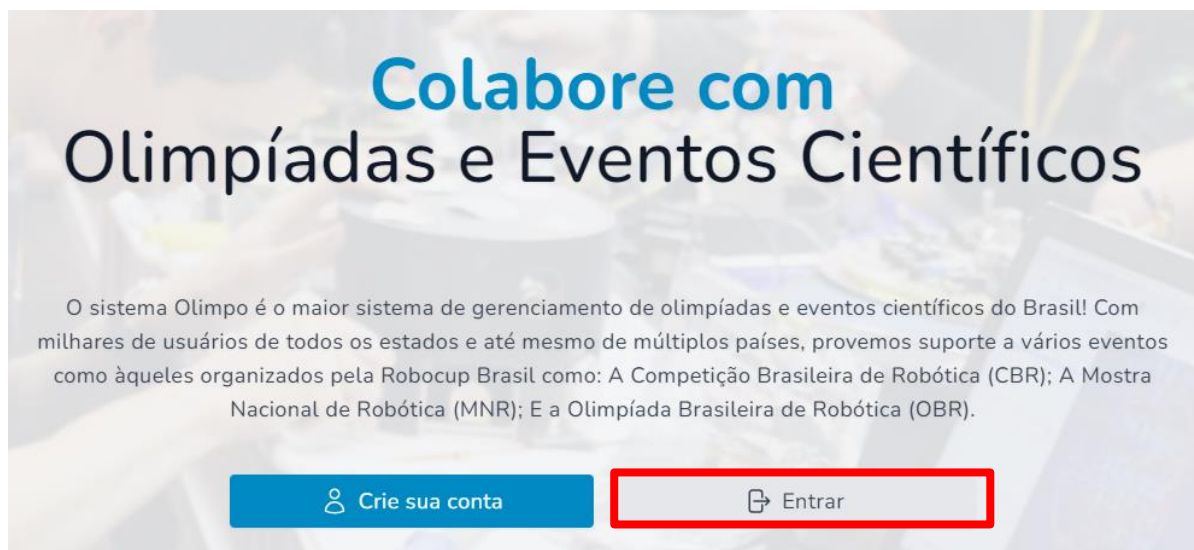 Colabore com
Olimpíadas e Eventos Científicos
O sistema Olimpo é o maior sistema de gerenciamento de olimpíadas e eventos científicos do Brasil! Com
milhares de usuários de todos os estados e até mesmo de múltiplos países, provemos suporte a vários eventos
como àqueles organizados pela Robocup Brasil como: A Competição Brasileira de Robótica (CBR); A Mostra
Nacional de Robótica (MNR); E a Olimpíada Brasileira de Robótica (OBR).
Crie sua conta
Entrar